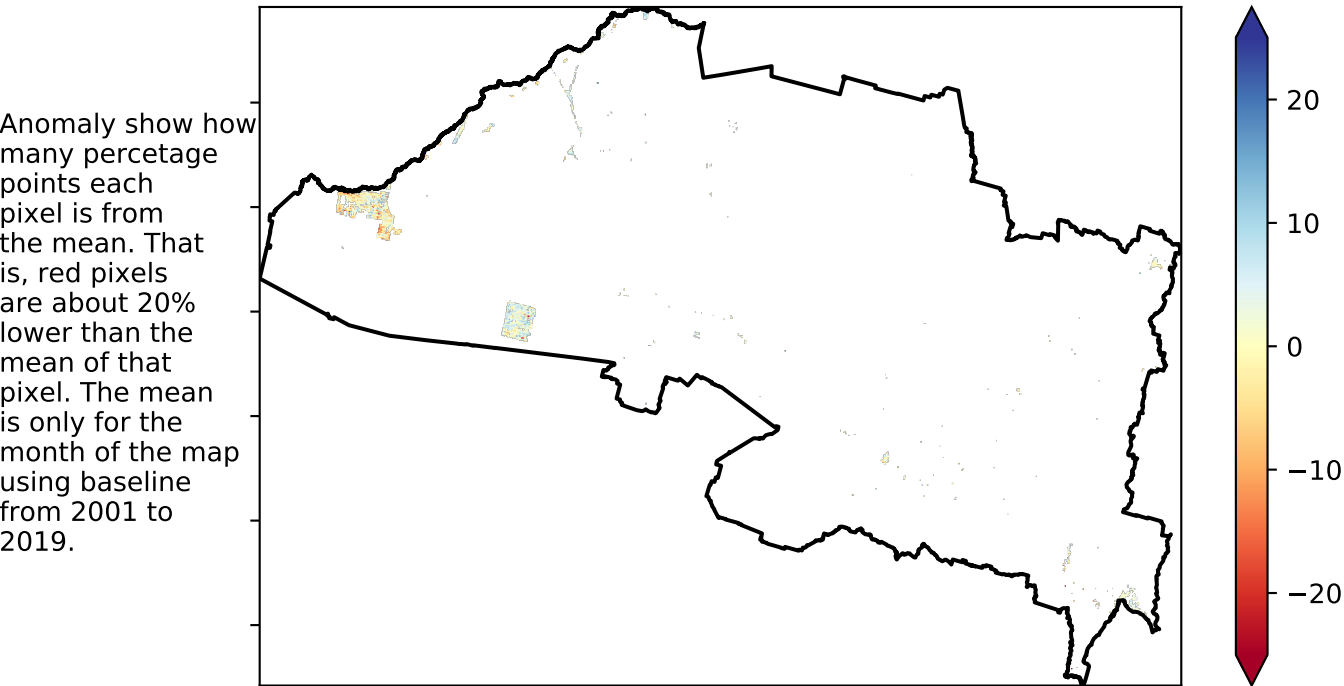 Anomaly show how
many percetage
points each
pixel is from
the mean. That
is, red pixels
are about 20%
lower than the
mean of that
pixel. The mean
is only for the
month of the map
using baseline
from 2001 to
2019.
20
10
0
−10
−20